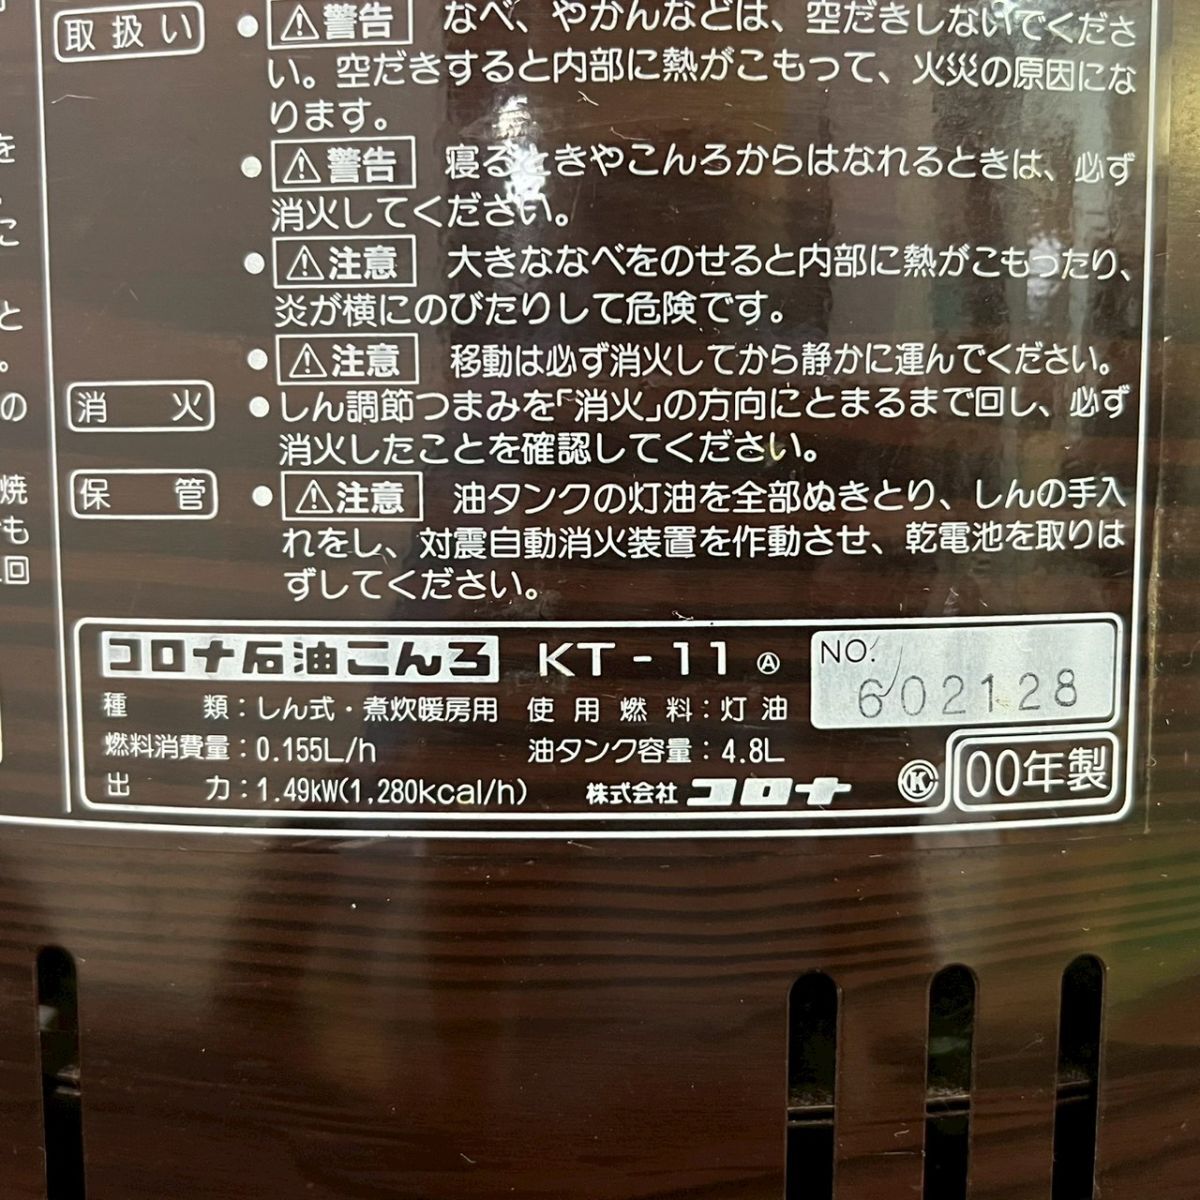 取扱い
●⚠警告 なべ、やかんなどは、空だきしないでくださ
い。空だきすると内部に熱がこもって、火災の原因にな
ります。
●⚠警告 寝るときやこんろからはなれるときは、必ず
消火してください。
●⚠注意 大きななべをのせると内部に熱がこもったり、
炎が横にのびたりして危険です。
●⚠注意 移動は必ず消火してから静かに運んでください。
消火 ●しん調節つまみを「消火」の方向にとまるまで回し、必ず
消火したことを確認してください。
保管 ●⚠注意 油タンクの灯油を全部ぬきとり、しんの手入
れをし、対震自動消火装置を作動させ、乾電池を取りは
ずしてください。
を
こ
と
。
の
焼
も
回
コロナ石油こんろ KT-11 Ⓐ
NO. 602128
種類：しん式・煮炊暖房用 使用燃料：灯油
燃料消費量：0.155L/h 油タンク容量：4.8L
出力：1.49kW(1,280kcal/h) 株式会社 コロナ Ⓚ 00年製